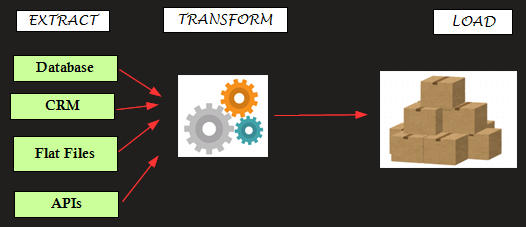 EXTRACT
TRANSFORM
LOAD
Database
CRM
Flat Files
APIs